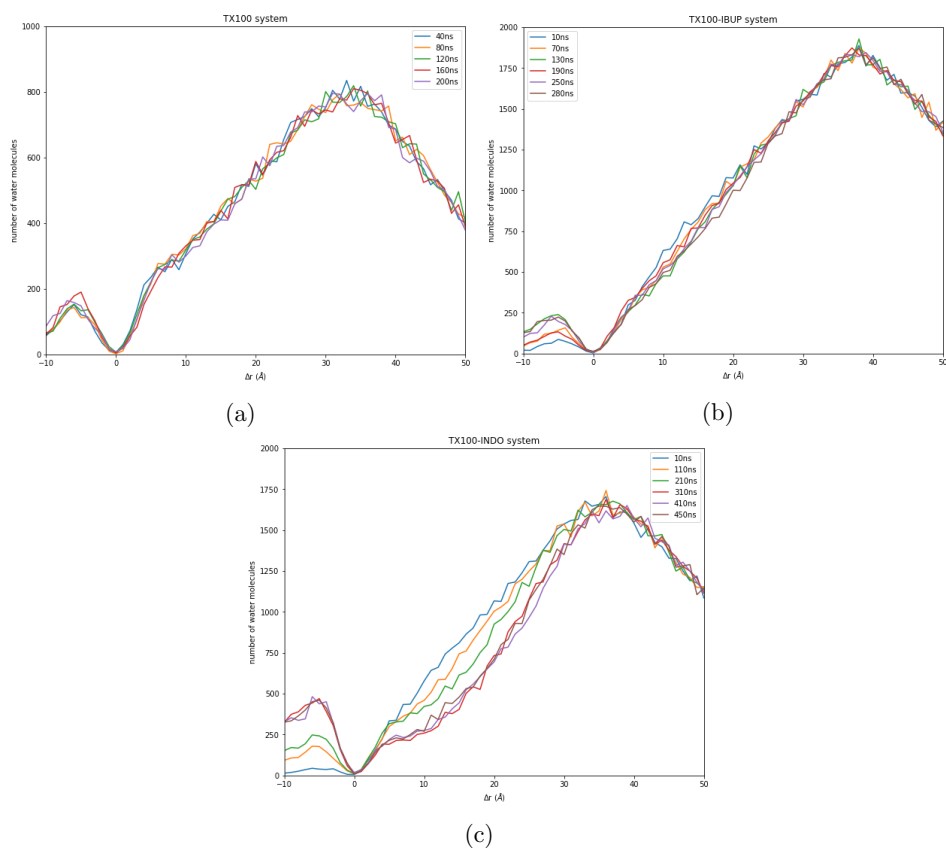 TX100 system
1000
800
600
400
200
0
number of water molecules
40ns
80ns
120ns
160ns
200ns
−10 0 10 20 30 40 50
Δr (Å)
(a)
TX100-IBUP system
2000
1750
1500
1250
1000
750
500
250
0
number of water molecules
10ns
70ns
130ns
190ns
250ns
280ns
−10 0 10 20 30 40 50
Δr (Å)
(b)
TX100-INDO system
2000
1750
1500
1250
1000
750
500
250
0
number of water molecules
10ns
110ns
210ns
310ns
410ns
450ns
−10 0 10 20 30 40 50
Δr (Å)
(c)